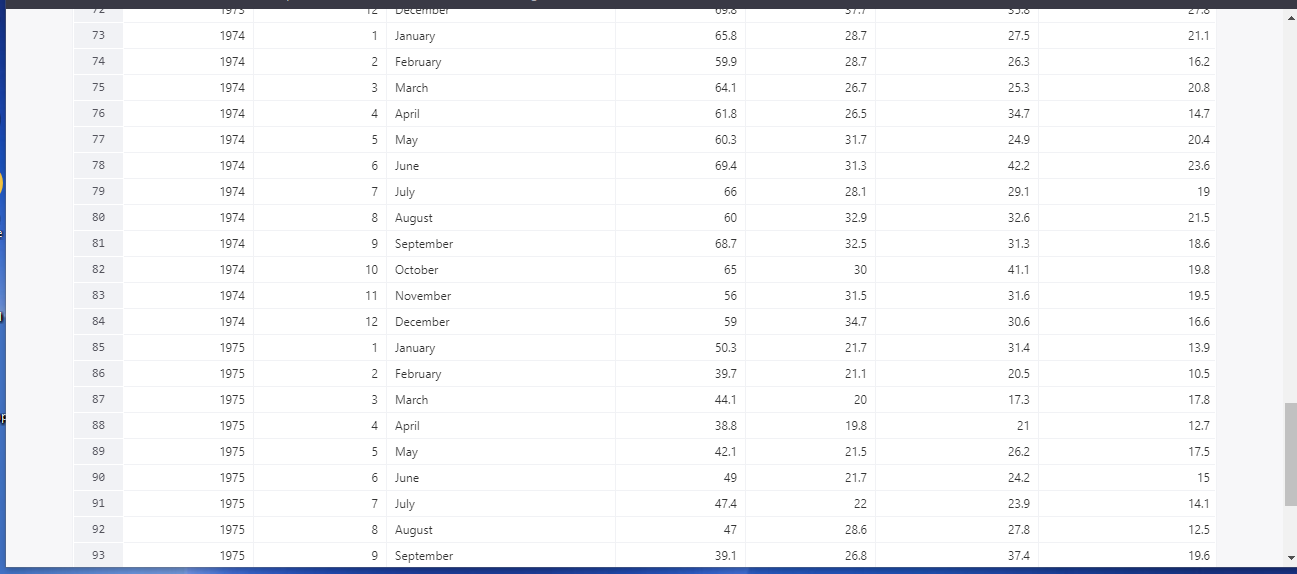 72 1973 12 December 69.8 37.7 35.8 27.8
73 1974 1 January 65.8 28.7 27.5 21.1
74 1974 2 February 59.9 28.7 26.3 16.2
75 1974 3 March 64.1 26.7 25.3 20.8
76 1974 4 April 61.8 26.5 34.7 14.7
77 1974 5 May 60.3 31.7 24.9 20.4
78 1974 6 June 69.4 31.3 42.2 23.6
79 1974 7 July 66 28.1 29.1 19
80 1974 8 August 60 32.9 32.6 21.5
81 1974 9 September 68.7 32.5 31.3 18.6
82 1974 10 October 65 30 41.1 19.8
83 1974 11 November 56 31.5 31.6 19.5
84 1974 12 December 59 34.7 30.6 16.6
85 1975 1 January 50.3 21.7 31.4 13.9
86 1975 2 February 39.7 21.1 20.5 10.5
87 1975 3 March 44.1 20 17.3 17.8
88 1975 4 April 38.8 19.8 21 12.7
89 1975 5 May 42.1 21.5 26.2 17.5
90 1975 6 June 49 21.7 24.2 15
91 1975 7 July 47.4 22 23.9 14.1
92 1975 8 August 47 28.6 27.8 12.5
93 1975 9 September 39.1 26.8 37.4 19.6